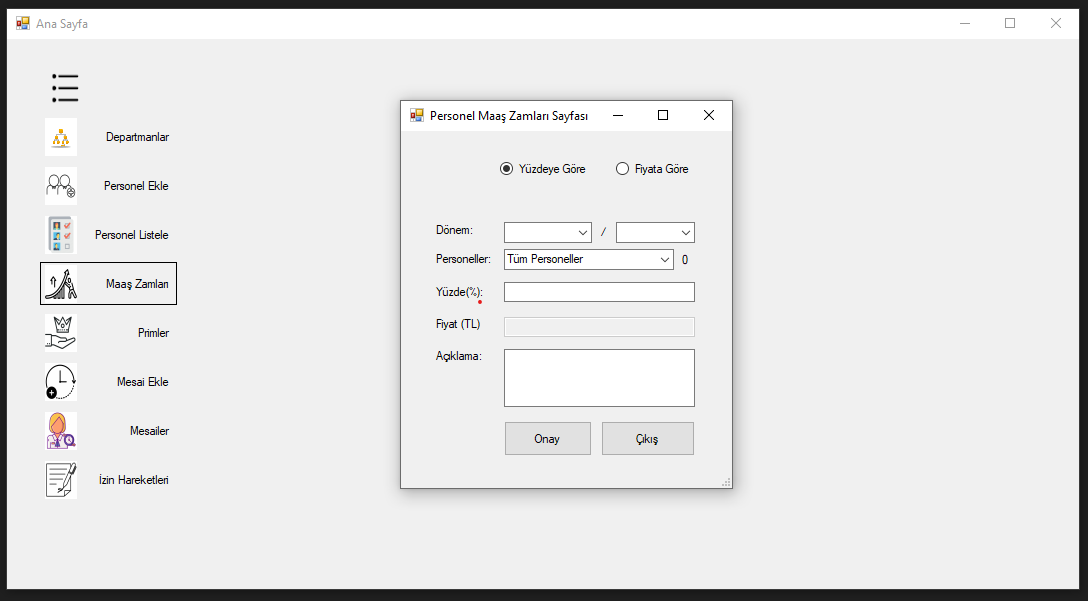 Ana Sayfa
Departmanlar
Personel Ekle
Personel Listele
Maaş Zamları
Primler
Mesai Ekle
Mesailer
İzin Hareketleri
Personel Maaş Zamları Sayfası
Yüzdeye Göre Fiyata Göre
Dönem: /
Personeller: Tüm Personeller 0
Yüzde(%):
Fiyat (TL)
Açıklama:
Onay Çıkış